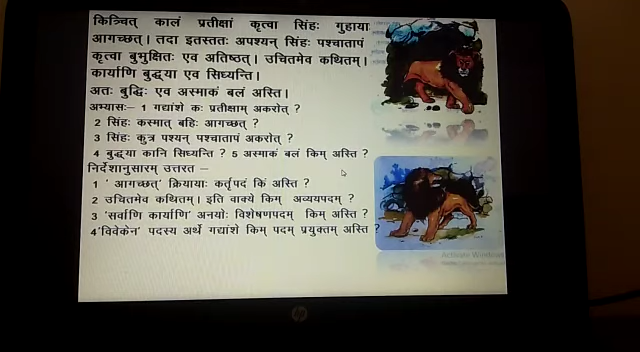 किञ्चित् कालं प्रतीक्षां कृत्वा सिंहः गुहाया
आगच्छत्। तदा इतस्ततः अपश्यन् सिंहः पश्चातापं
कृत्वा बुभुक्षितः एव अतिष्ठत्। उचितमेव कथितम्।
कार्याणि बुद्ध्या एव सिध्यन्ति।
अतः बुद्धिः एव अस्माकं बलं अस्ति।
अभ्यासः– 1 गद्यांशे कः प्रतीक्षाम् अकरोत् ?
2 सिंहः कस्मात् बहिः आगच्छत् ?
3 सिंहः कुत्र पश्यन् पश्चातापं अकरोत् ?
4 बुद्ध्या कानि सिध्यन्ति ? 5 अस्माकं बलं किम् अस्ति ?
निर्देशानुसारम् उत्तरत –
1 ' आगच्छत्' क्रियायाः कर्तृपदं किं अस्ति ?
2 उचितमेव कथितम्। इति वाक्ये किम् अव्ययपदम् ?
3 'सर्वाणि कार्याणि' अनयोः विशेषणपदम् किम् अस्ति ?
4'विवेकेन' पदस्य अर्थे गद्यांशे किम् पदम् प्रयुक्तम् अस्ति ?
Activate Windows
hp